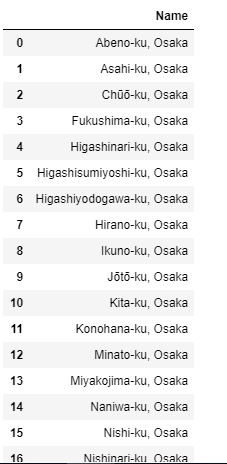 Name
0 Abeno-ku, Osaka
1 Asahi-ku, Osaka
2 Chūō-ku, Osaka
3 Fukushima-ku, Osaka
4 Higashinari-ku, Osaka
5 Higashisumiyoshi-ku, Osaka
6 Higashiyodogawa-ku, Osaka
7 Hirano-ku, Osaka
8 Ikuno-ku, Osaka
9 Jōtō-ku, Osaka
10 Kita-ku, Osaka
11 Konohana-ku, Osaka
12 Minato-ku, Osaka
13 Miyakojima-ku, Osaka
14 Naniwa-ku, Osaka
15 Nishi-ku, Osaka
16 Nishinari-ku, Osaka